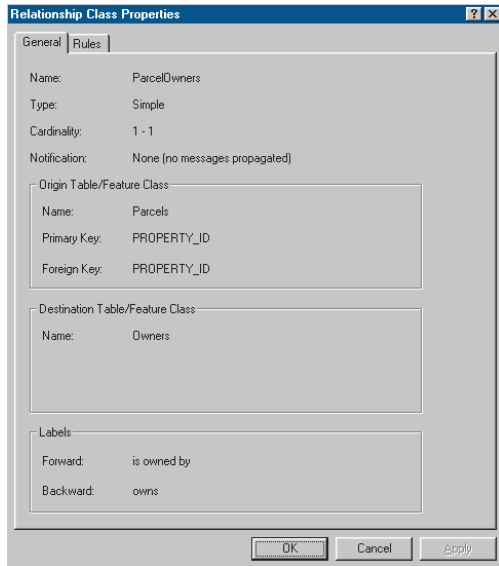 Relationship Class Properties
General Rules
Name: ParcelOwners
Type: Simple
Cardinality: 1 - 1
Notification: None (no messages propagated)
Origin Table/Feature Class
Name: Parcels
Primary Key: PROPERTY_ID
Foreign Key: PROPERTY_ID
Destination Table/Feature Class
Name: Owners
Labels
Forward: is owned by
Backward: owns
OK Cancel Apply